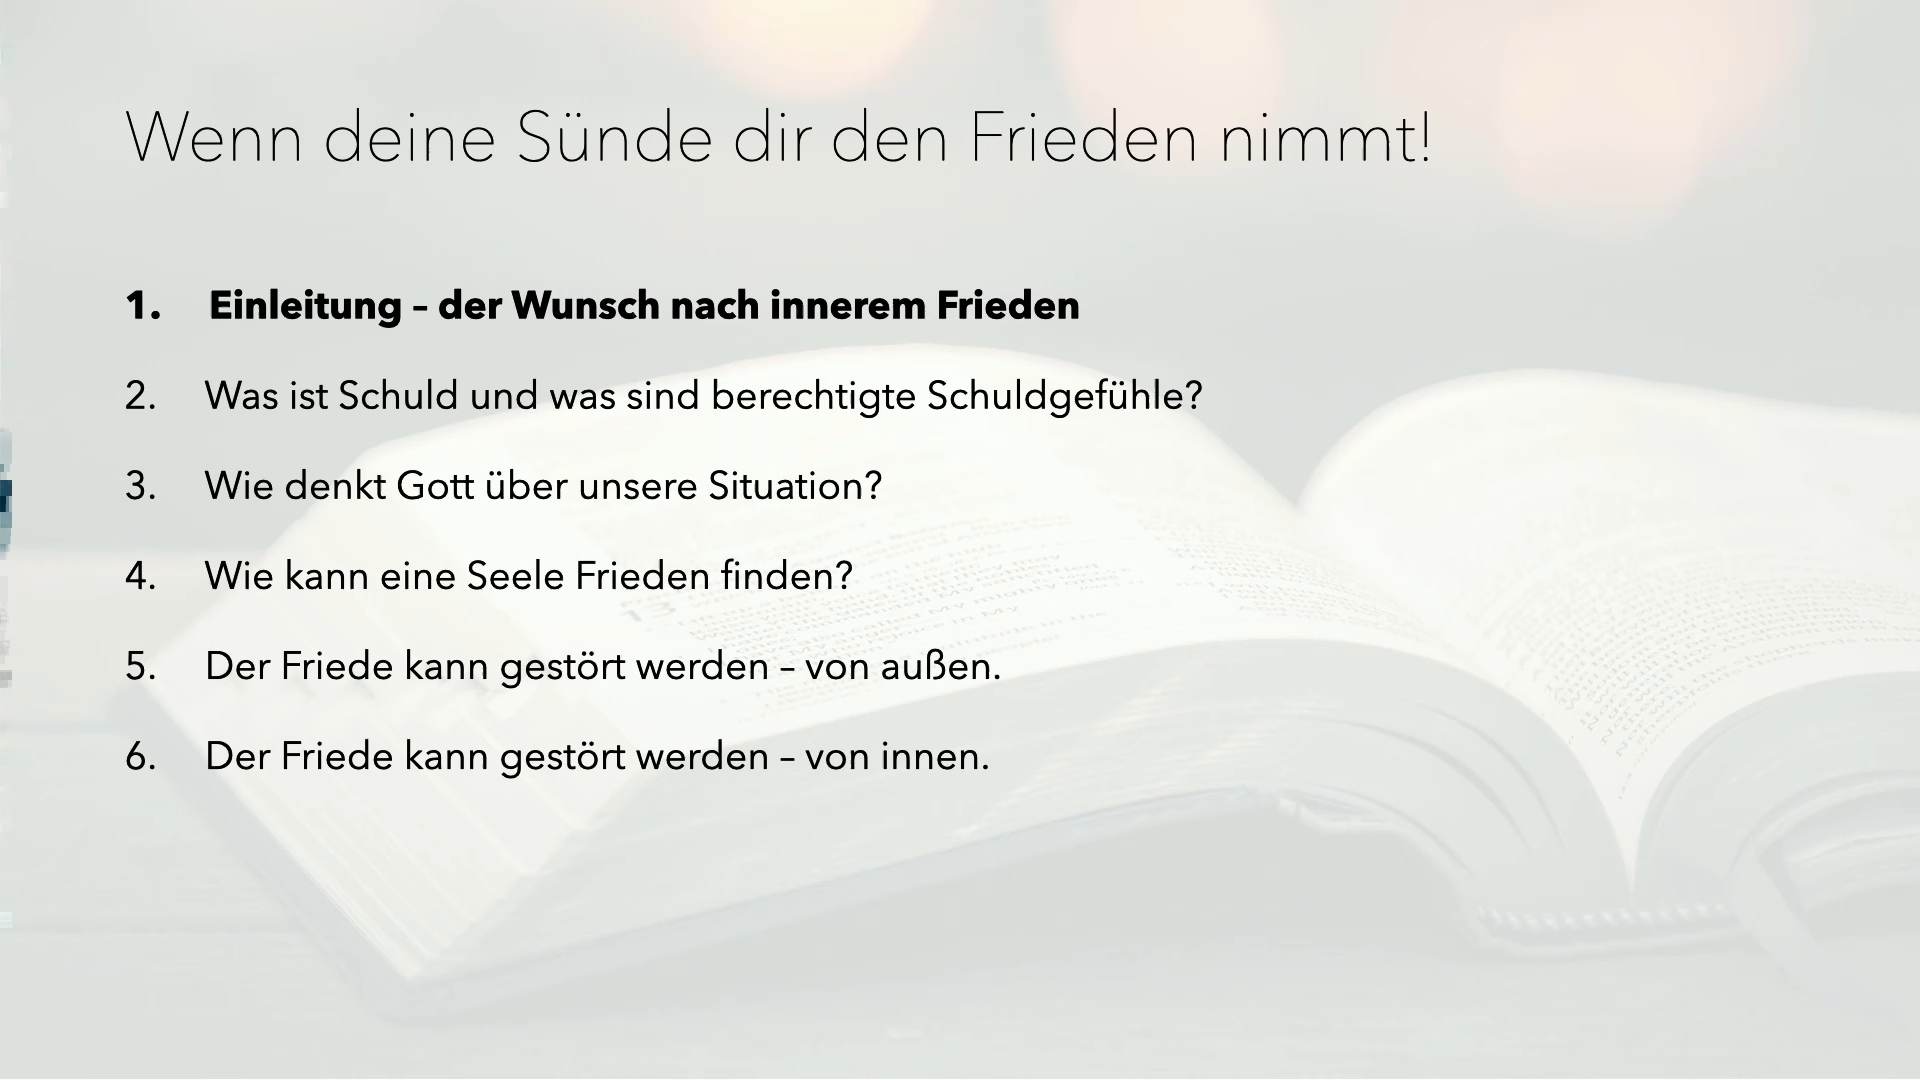 Wenn deine Sünde dir den Frieden nimmt!
1. Einleitung – der Wunsch nach innerem Frieden
2. Was ist Schuld und was sind berechtigte Schuldgefühle?
3. Wie denkt Gott über unsere Situation?
4. Wie kann eine Seele Frieden finden?
5. Der Friede kann gestört werden – von außen.
6. Der Friede kann gestört werden – von innen.